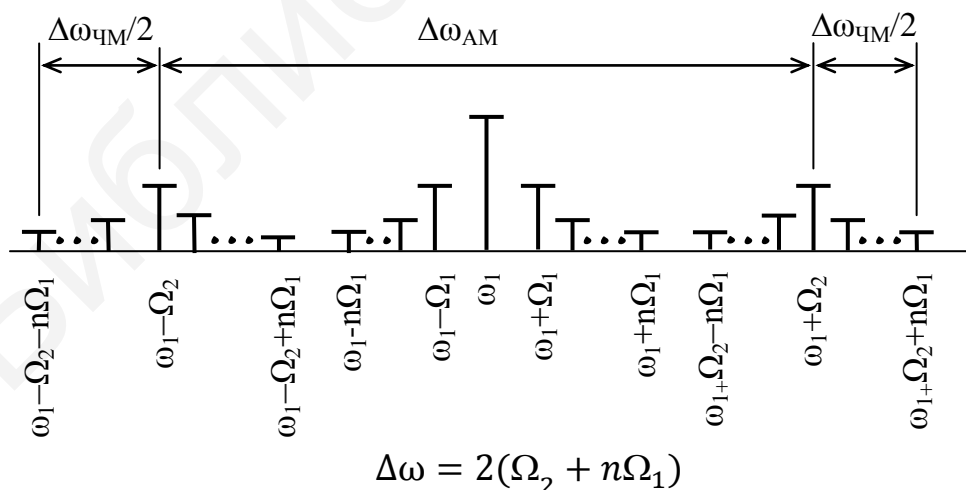 Δω_ЧМ/2
Δω_АМ
Δω_ЧМ/2
ω₁–Ω₂–nΩ₁
ω₁–Ω₂
ω₁–Ω₂+nΩ₁
ω₁-nΩ₁
ω₁–Ω₁
ω₁
ω₁+Ω₁
ω₁+nΩ₁
ω₁₊Ω₂–nΩ₁
ω₁+Ω₂
ω₁₊Ω₂+nΩ₁
Δω = 2(Ω₂ + nΩ₁)